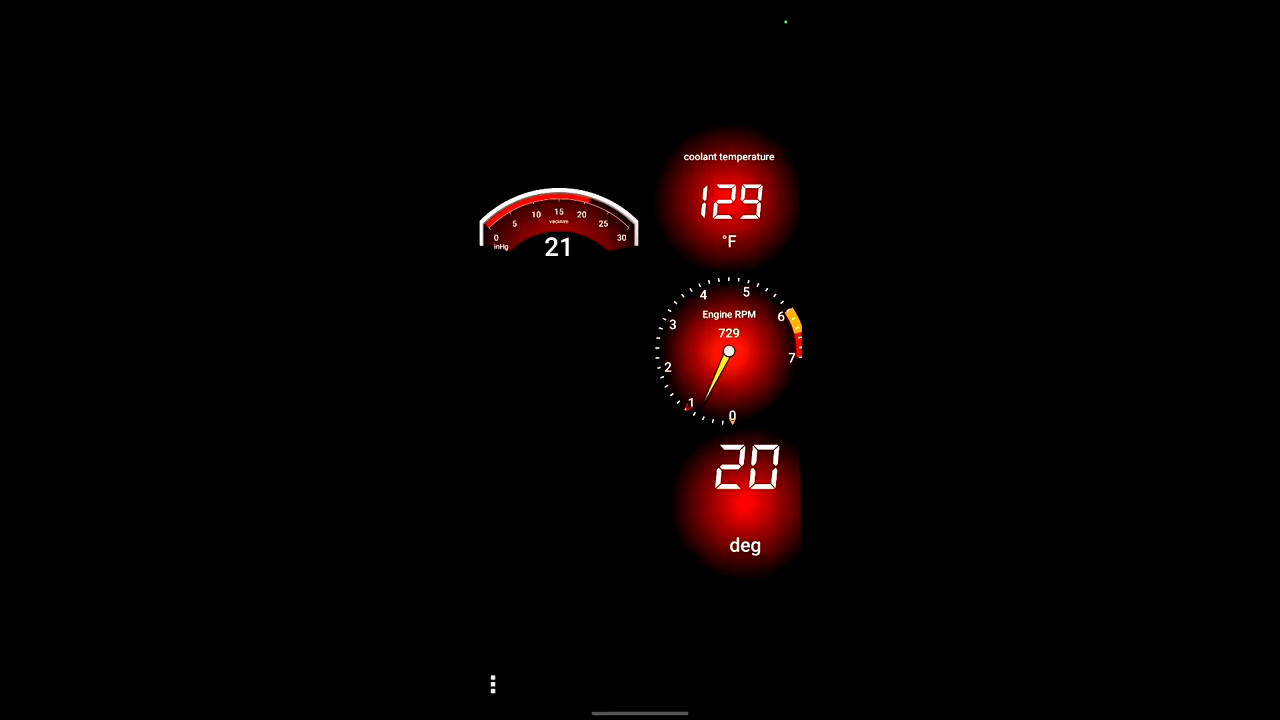 coolant temperature
129
°F
0 5 10 15 20 25 30
vacuum
inHg
21
0 1 2 3 4 5 6 7
Engine RPM
729
20
deg